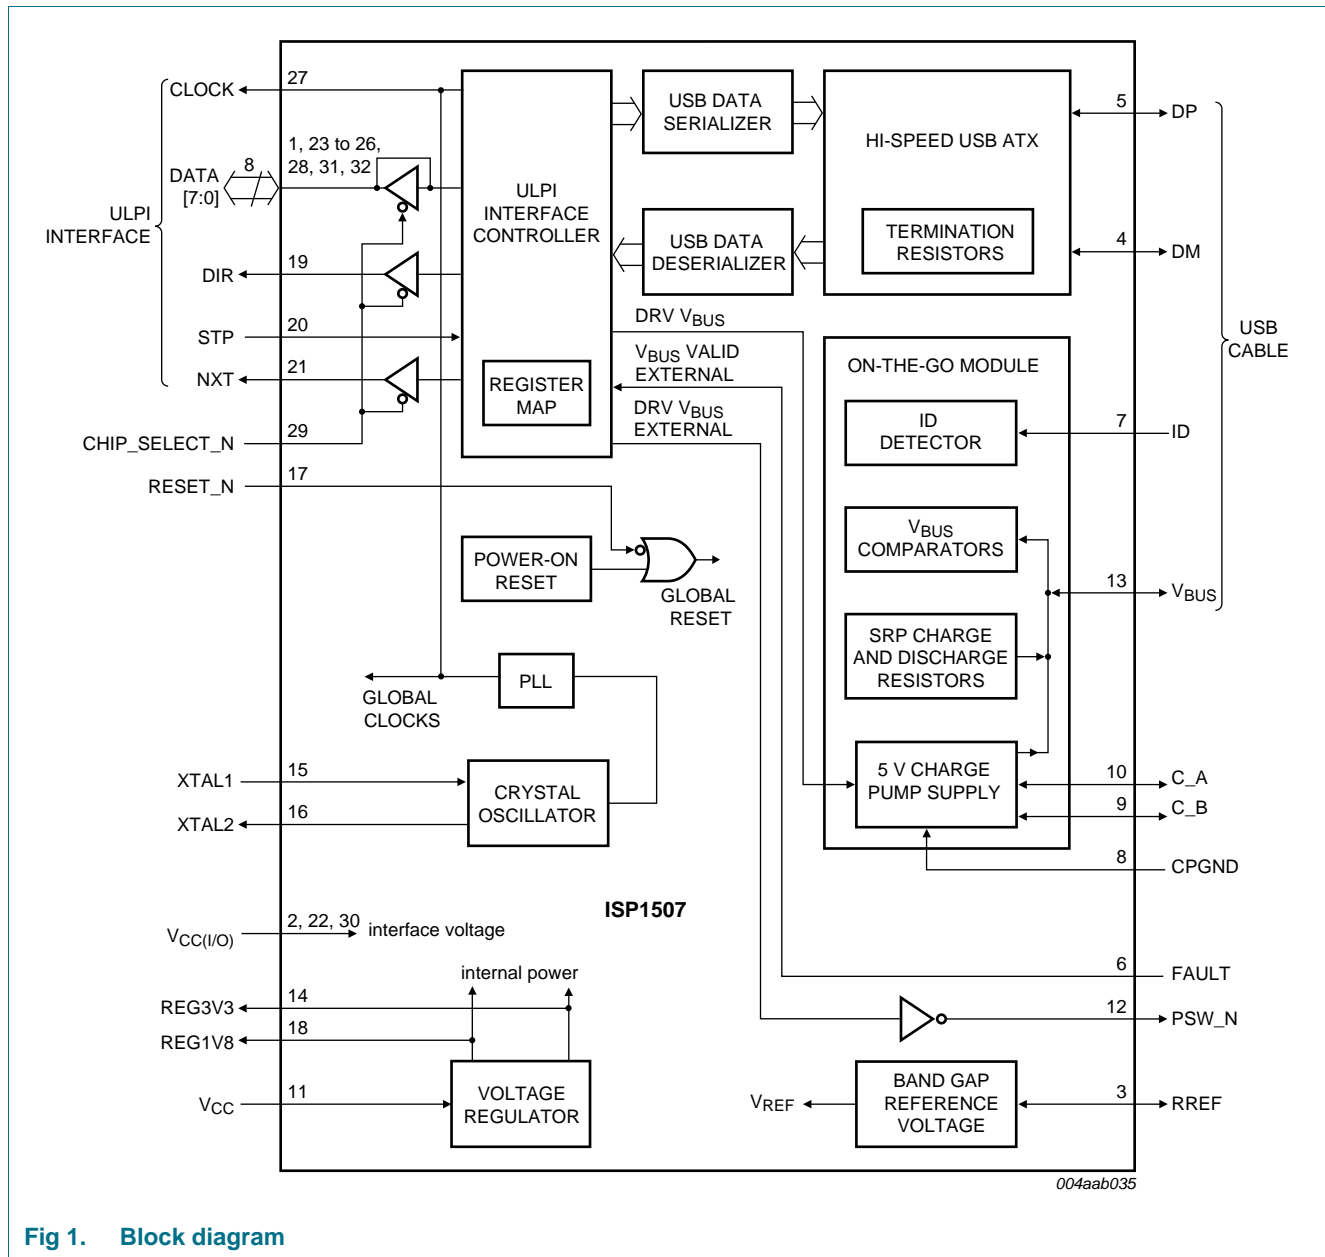 CLOCK
27
DATA
[7:0]
8
1, 23 to 26,
28, 31, 32
ULPI
INTERFACE
DIR
19
STP
20
NXT
21
CHIP_SELECT_N
29
RESET_N
17
ULPI
INTERFACE
CONTROLLER
REGISTER
MAP
USB DATA
SERIALIZER
USB DATA
DESERIALIZER
HI-SPEED USB ATX
TERMINATION
RESISTORS
5
DP
4
DM
USB
CABLE
DRV VBUS
VBUS VALID
EXTERNAL
DRV VBUS
EXTERNAL
ON-THE-GO MODULE
ID
DETECTOR
7
ID
VBUS
COMPARATORS
13
VBUS
SRP CHARGE
AND DISCHARGE
RESISTORS
5 V CHARGE
PUMP SUPPLY
10
C_A
9
C_B
8
CPGND
POWER-ON
RESET
GLOBAL
RESET
PLL
GLOBAL
CLOCKS
XTAL1
15
XTAL2
16
CRYSTAL
OSCILLATOR
ISP1507
VCC(I/O)
2, 22, 30
interface voltage
internal power
REG3V3
14
REG1V8
18
VCC
11
VOLTAGE
REGULATOR
6
FAULT
12
PSW_N
VREF
BAND GAP
REFERENCE
VOLTAGE
3
RREF
004aab035
Fig 1. Block diagram